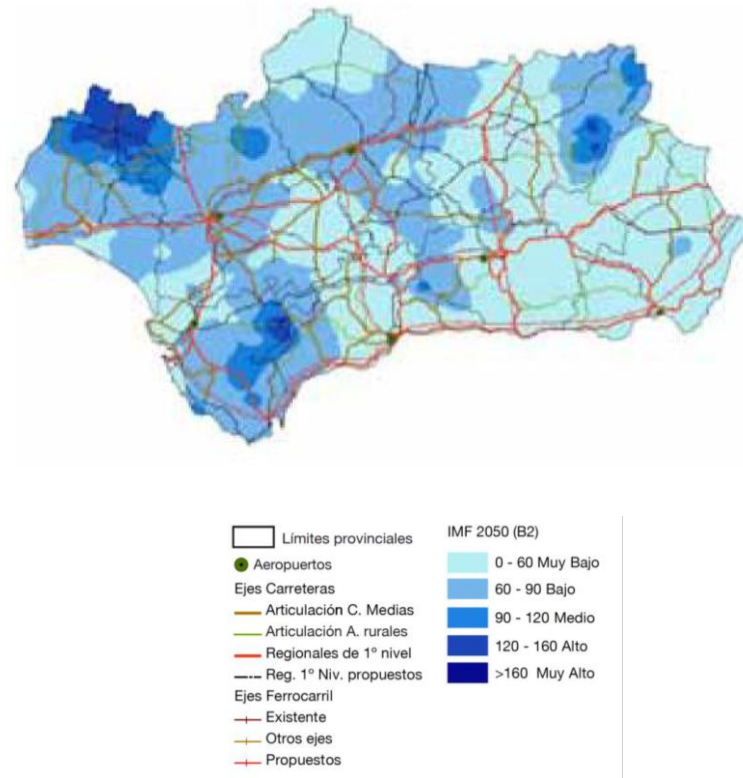 Límites provinciales
Aeropuertos
Ejes Carreteras
Articulación C. Medias
Articulación A. rurales
Regionales de 1º nivel
Reg. 1º Niv. propuestos
Ejes Ferrocarril
Existente
Otros ejes
Propuestos
IMF 2050 (B2)
0 - 60 Muy Bajo
60 - 90 Bajo
90 - 120 Medio
120 - 160 Alto
>160 Muy Alto